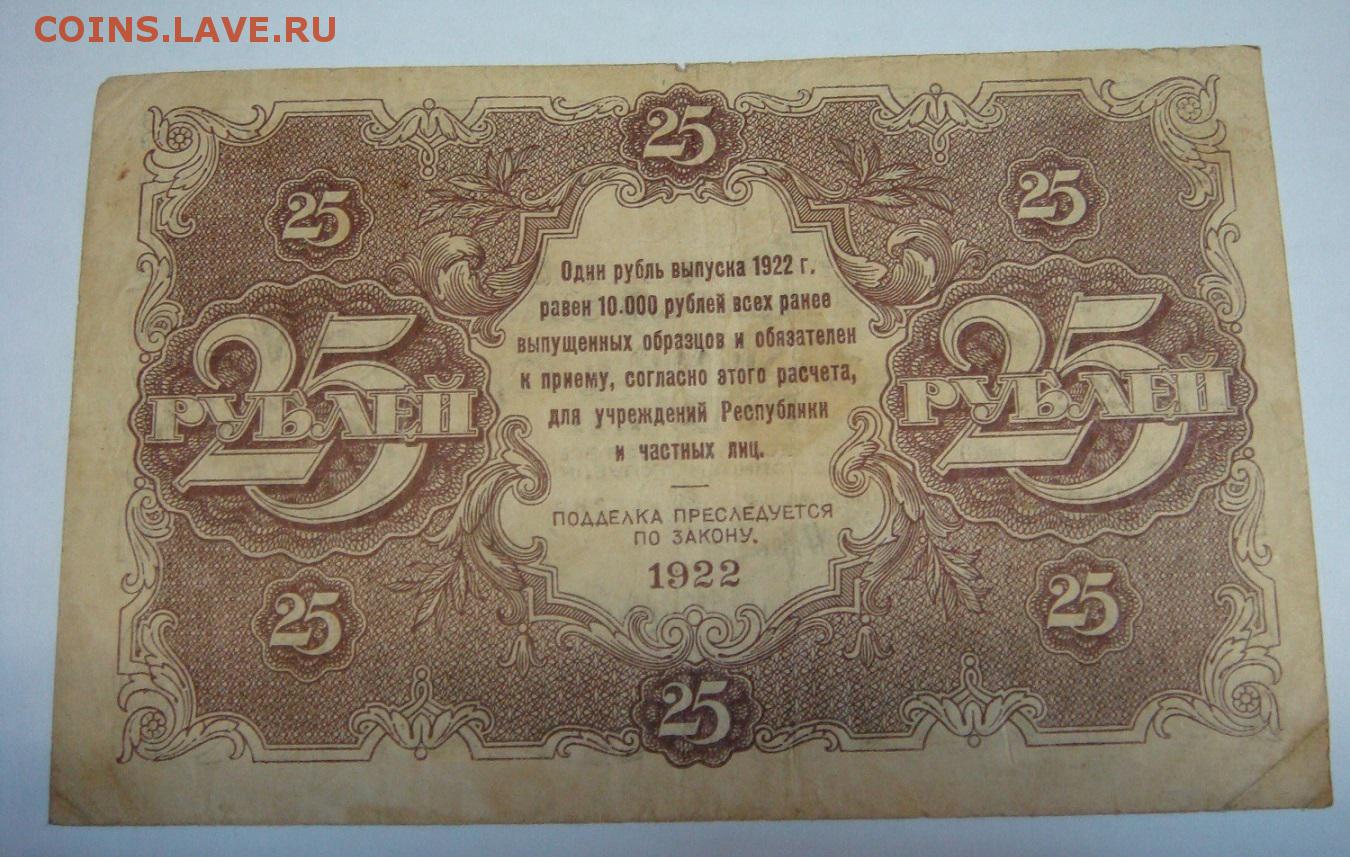 COINS.LAVE.RU
25
25 25
Один рубль выпуска 1922 г.
равен 10.000 рублей всех ранее
выпущенных образцов и обязателен
к приему, согласно этого расчета,
для учреждений Республики
и частных лиц.
25 РУБЛЕЙ 25 РУБЛЕЙ
ПОДДЕЛКА ПРЕСЛЕДУЕТСЯ
ПО ЗАКОНУ.
1922
25 25
25